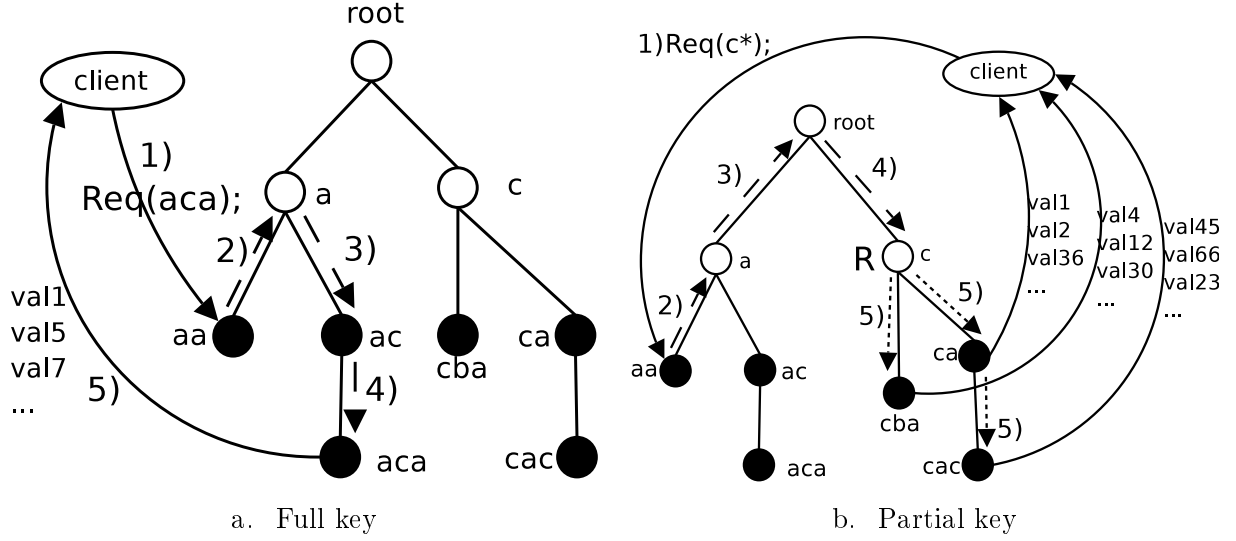 root
client
1)
Req(aca);
a
c
2)
3)
val1
val5
val7
...
5)
aa
ac
cba
ca
4)
aca
cac
a. Full key
1)Req(c*);
client
root
3)
4)
val1
val2
val36
...
val4
val12
val30
...
val45
val66
val23
...
a
R
c
2)
5)
5)
aa
ac
ca
cba
5)
aca
cac
b. Partial key